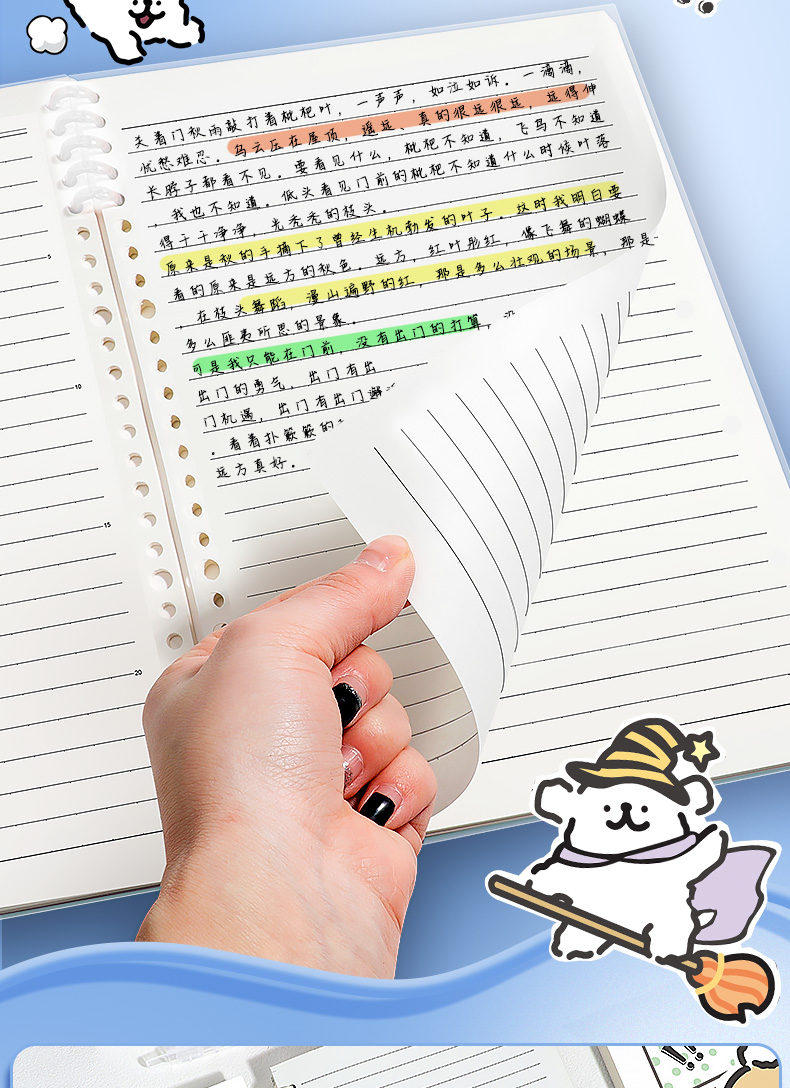 关着门秋雨敲打着枇杷叶，一声声，如泣如诉。一滴滴，
忧愁难忍。乌云压在屋顶，遥远、真的很远很远，远得伸
长脖子都看不见。要看见什么，枇杷不知道，飞鸟不知道
，我也不知道。低头看见门前的枇杷不知道什么时候叶落
得干干净净，光秃秃的枝头。
原来是秋的手摘下了曾经生机勃发的叶子。这时我明白要
看的原来是远方的秋色。远方，红叶彤红，像飞舞的蝴蝶
，在枝头舞蹈，漫山遍野的红，那是多么壮观的场景，那是
多么匪夷所思的景象。
可是我只能在门前，没有出门的打算，没
出门的勇气，出门有出
门机遇，出门有出门邂
。看着扑簌簌的
远方真好。
5
10
15
20